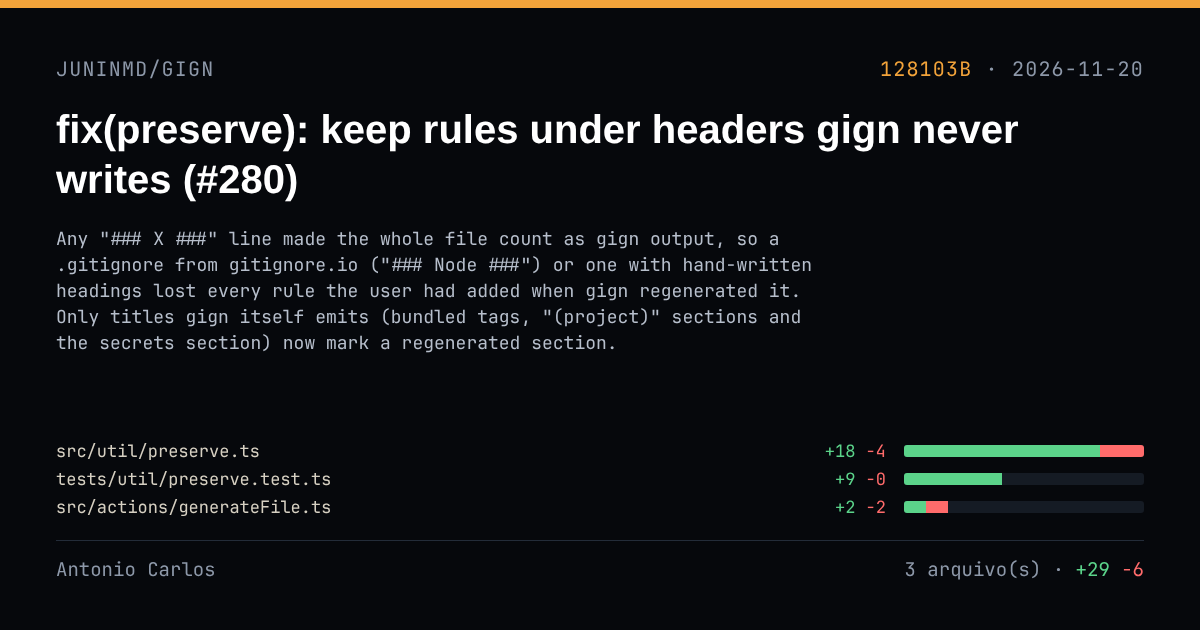 JUNINMD/GIGN
128103B · 2026-11-20
fix(preserve): keep rules under headers gign never
writes (#280)
Any "### X ###" line made the whole file count as gign output, so a
.gitignore from gitignore.io ("### Node ###") or one with hand-written
headings lost every rule the user had added when gign regenerated it.
Only titles gign itself emits (bundled tags, "(project)" sections and
the secrets section) now mark a regenerated section.
src/util/preserve.ts +18 -4
tests/util/preserve.test.ts +9 -0
src/actions/generateFile.ts +2 -2
Antonio Carlos
3 arquivo(s) · +29 -6